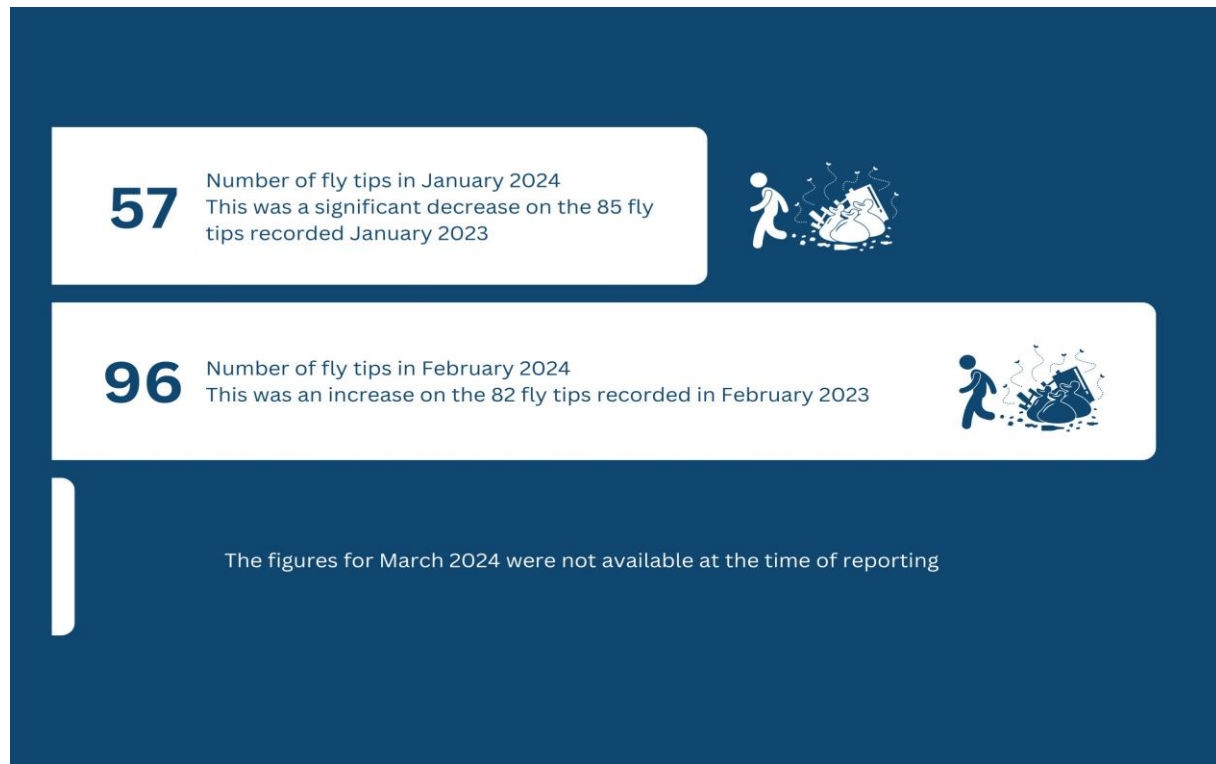 57
Number of fly tips in January 2024
This was a significant decrease on the 85 fly
tips recorded January 2023
96
Number of fly tips in February 2024
This was an increase on the 82 fly tips recorded in February 2023
The figures for March 2024 were not available at the time of reporting